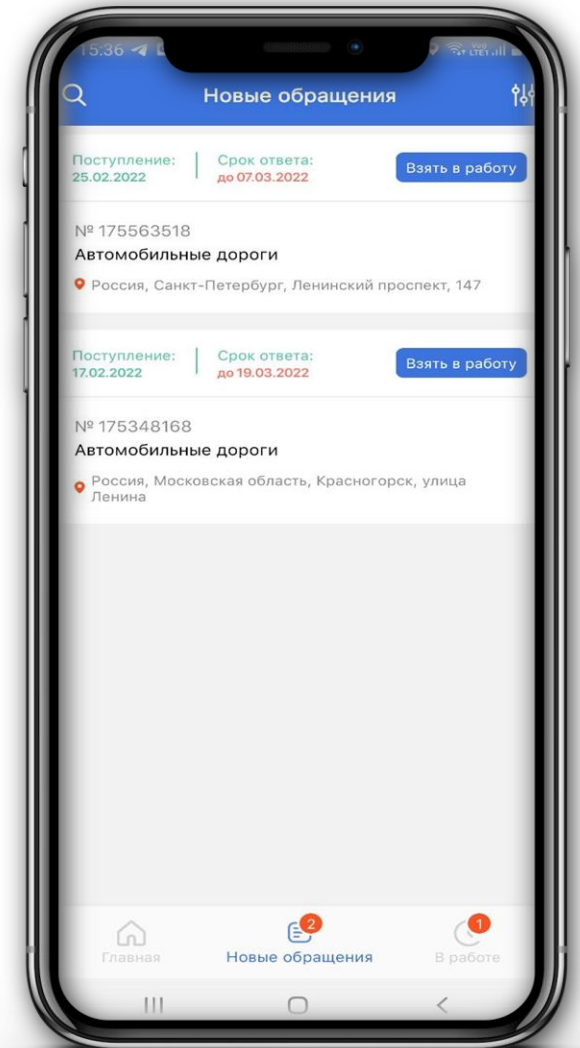 15:36
Новые обращения
Поступление:
25.02.2022
Срок ответа:
до 07.03.2022
Взять в работу
№ 175563518
Автомобильные дороги
Россия, Санкт-Петербург, Ленинский проспект, 147
Поступление:
17.02.2022
Срок ответа:
до 19.03.2022
Взять в работу
№ 175348168
Автомобильные дороги
Россия, Московская область, Красногорск, улица
Ленина
2
1
Главная
Новые обращения
В работе